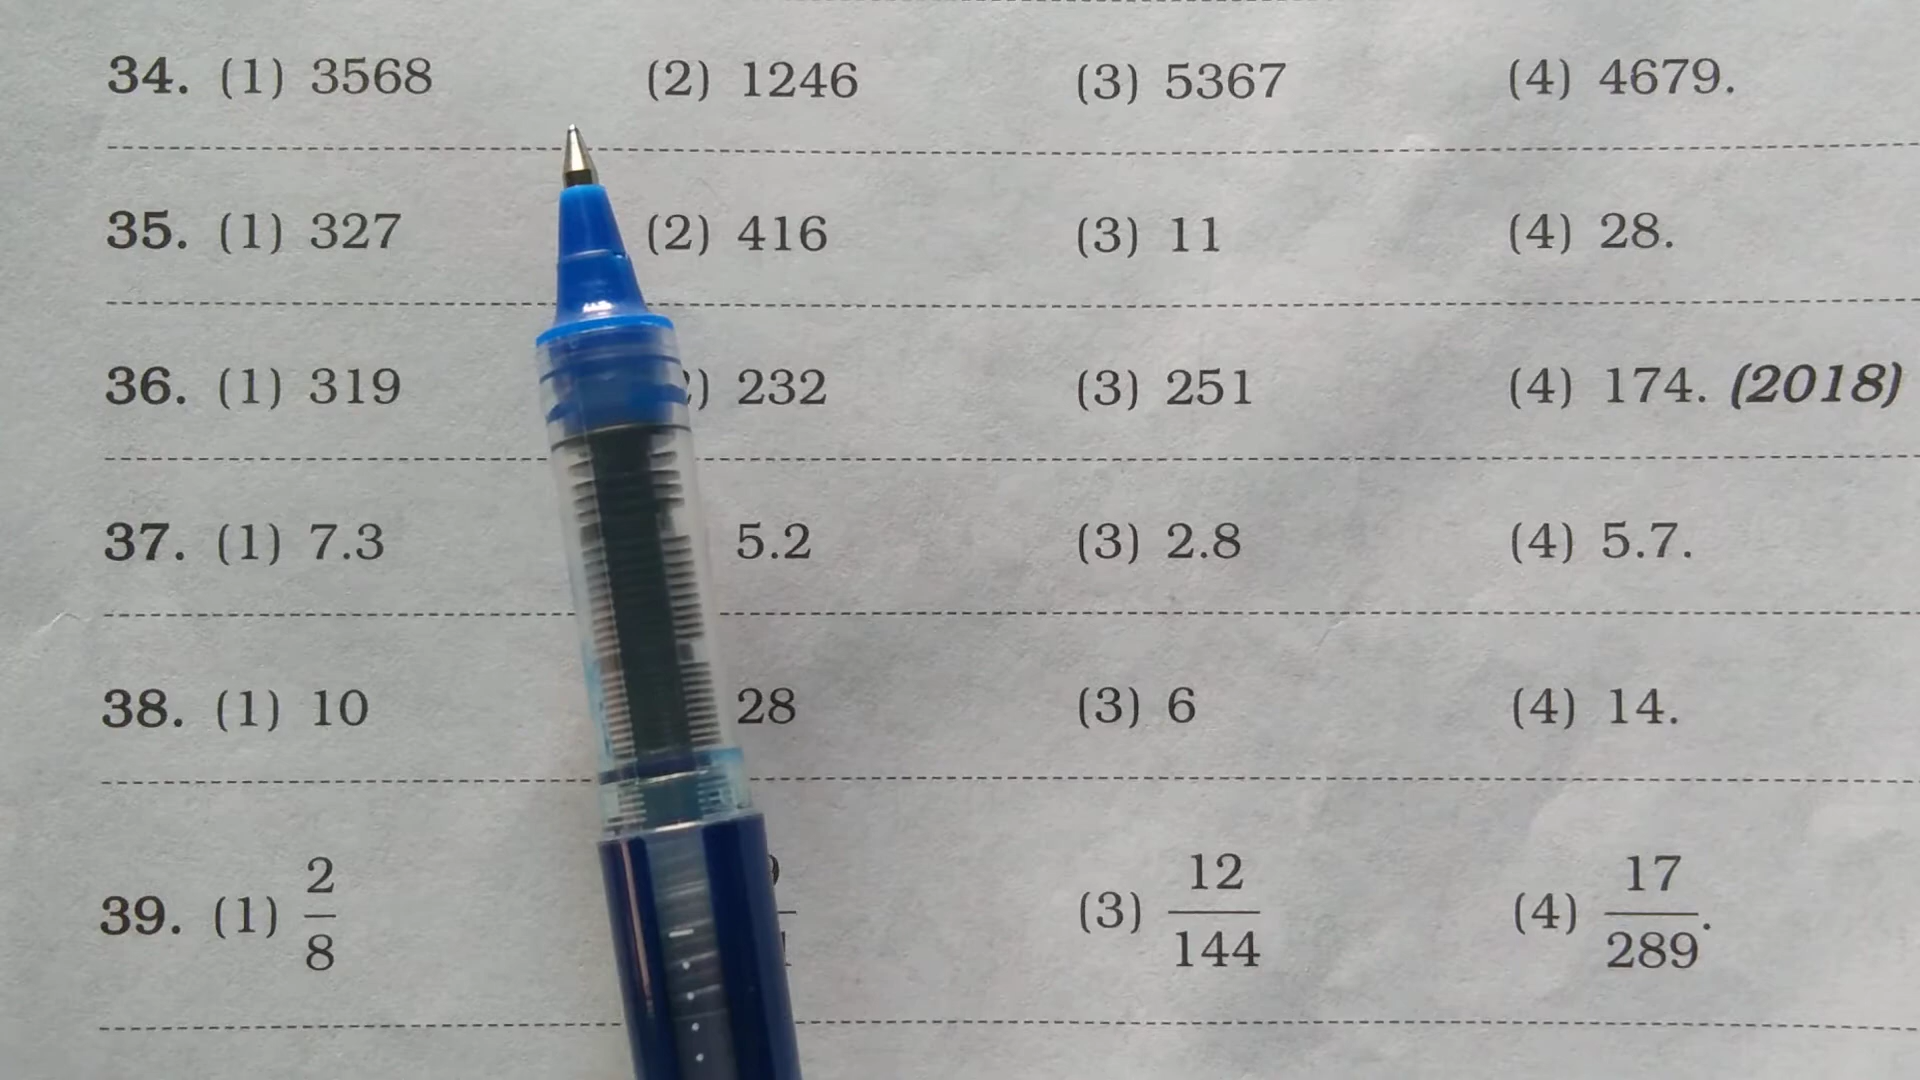 34. (1) 3568 (2) 1246 (3) 5367 (4) 4679.
35. (1) 327 (2) 416 (3) 11 (4) 28.
36. (1) 319 ) 232 (3) 251 (4) 174. (2018)
37. (1) 7.3 5.2 (3) 2.8 (4) 5.7.
38. (1) 10 28 (3) 6 (4) 14.
39. (1) 2/8 (3) 12/144 (4) 17/289.